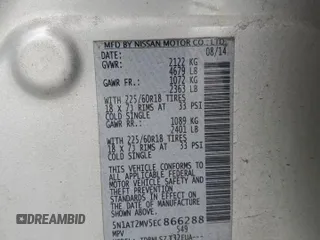 MFD BY NISSAN MOTOR CO., LTD.
DATE: 08/14
GVWR: 2122 KG
4679 LB
GAWR FR.: 1072 KG
2363 LB
WITH 225/60R18 TIRES
18 x 7J RIMS AT 33 PSI
COLD SINGLE
GAWR RR.: 1089 KG
2401 LB
WITH 225/60R18 TIRES
18 x 7J RIMS AT 33 PSI
COLD SINGLE
THIS VEHICLE CONFORMS TO
ALL APPLICABLE FEDERAL
MOTOR VEHICLE SAFETY AND
THEFT PREVENTION
STANDARDS IN EFFECT ON
THE DATE OF MANUFACTURE
SHOWN ABOVE.
5N1AT2MV5EC866288
MPV 549